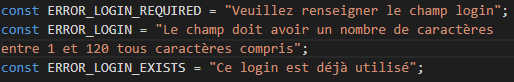 const ERROR_LOGIN_REQUIRED = "Veuillez renseigner le champ login";
const ERROR_LOGIN = "Le champ doit avoir un nombre de caractères
entre 1 et 120 tous caractères compris";
const ERROR_LOGIN_EXISTS = "Ce login est déjà utilisé";